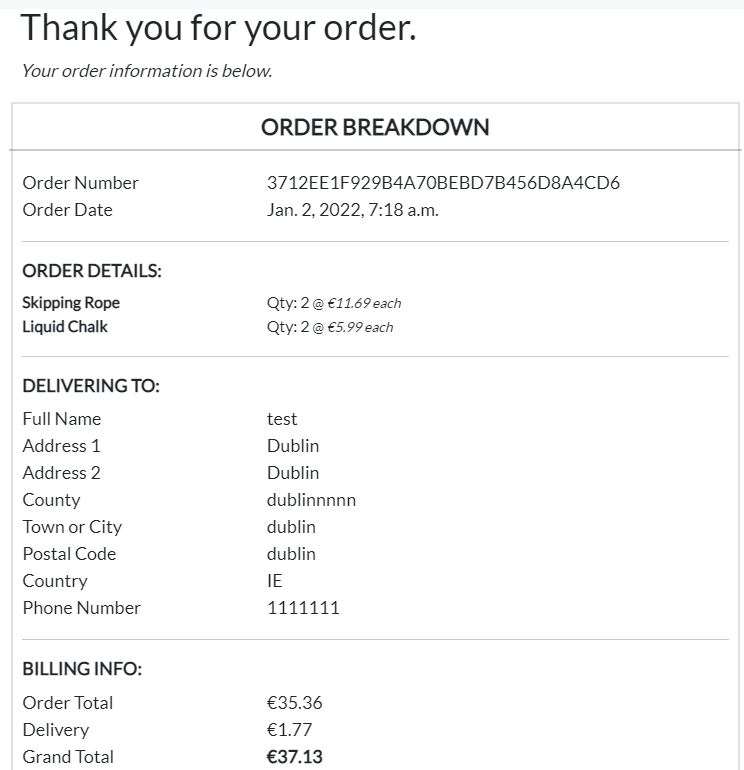 Thank you for your order.
Your order information is below.
ORDER BREAKDOWN
Order Number 3712EE1F929B4A70BEBD7B456D8A4CD6
Order Date Jan. 2, 2022, 7:18 a.m.
ORDER DETAILS:
Skipping Rope Qty: 2 @ €11.69 each
Liquid Chalk Qty: 2 @ €5.99 each
DELIVERING TO:
Full Name test
Address 1 Dublin
Address 2 Dublin
County dublinnnnn
Town or City dublin
Postal Code dublin
Country IE
Phone Number 1111111
BILLING INFO:
Order Total €35.36
Delivery €1.77
Grand Total €37.13